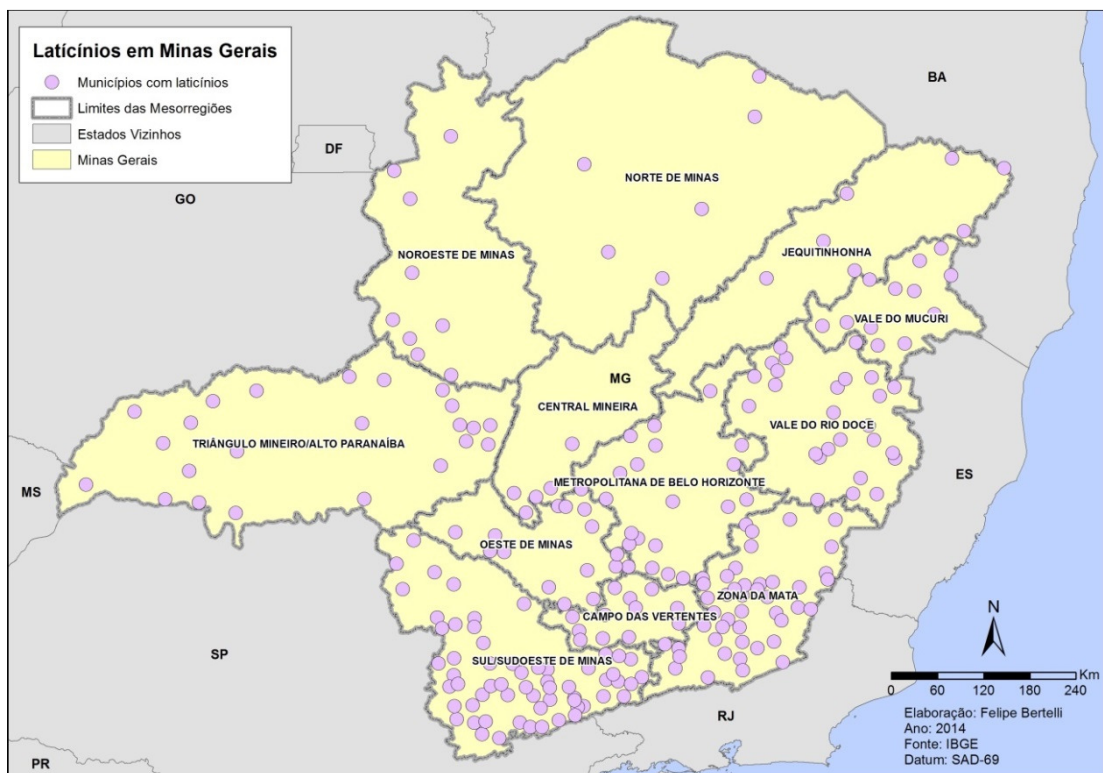 Laticínios em Minas Gerais
Municípios com laticínios
Limites das Mesorregiões
Estados Vizinhos
Minas Gerais
BA
DF
GO
NORTE DE MINAS
JEQUITINHONHA
NOROESTE DE MINAS
VALE DO MUCURI
MG
CENTRAL MINEIRA
VALE DO RIO DOCE
TRIÂNGULO MINEIRO/ALTO PARANAÍBA
ES
METROPOLITANA DE BELO HORIZONTE
MS
OESTE DE MINAS
ZONA DA MATA
CAMPO DAS VERTENTES
N
SP
SUL/SUDOESTE DE MINAS
Km
0 60 120 180 240
RJ
Elaboração: Felipe Bertelli
Ano: 2014
Fonte: IBGE
Datum: SAD-69
PR